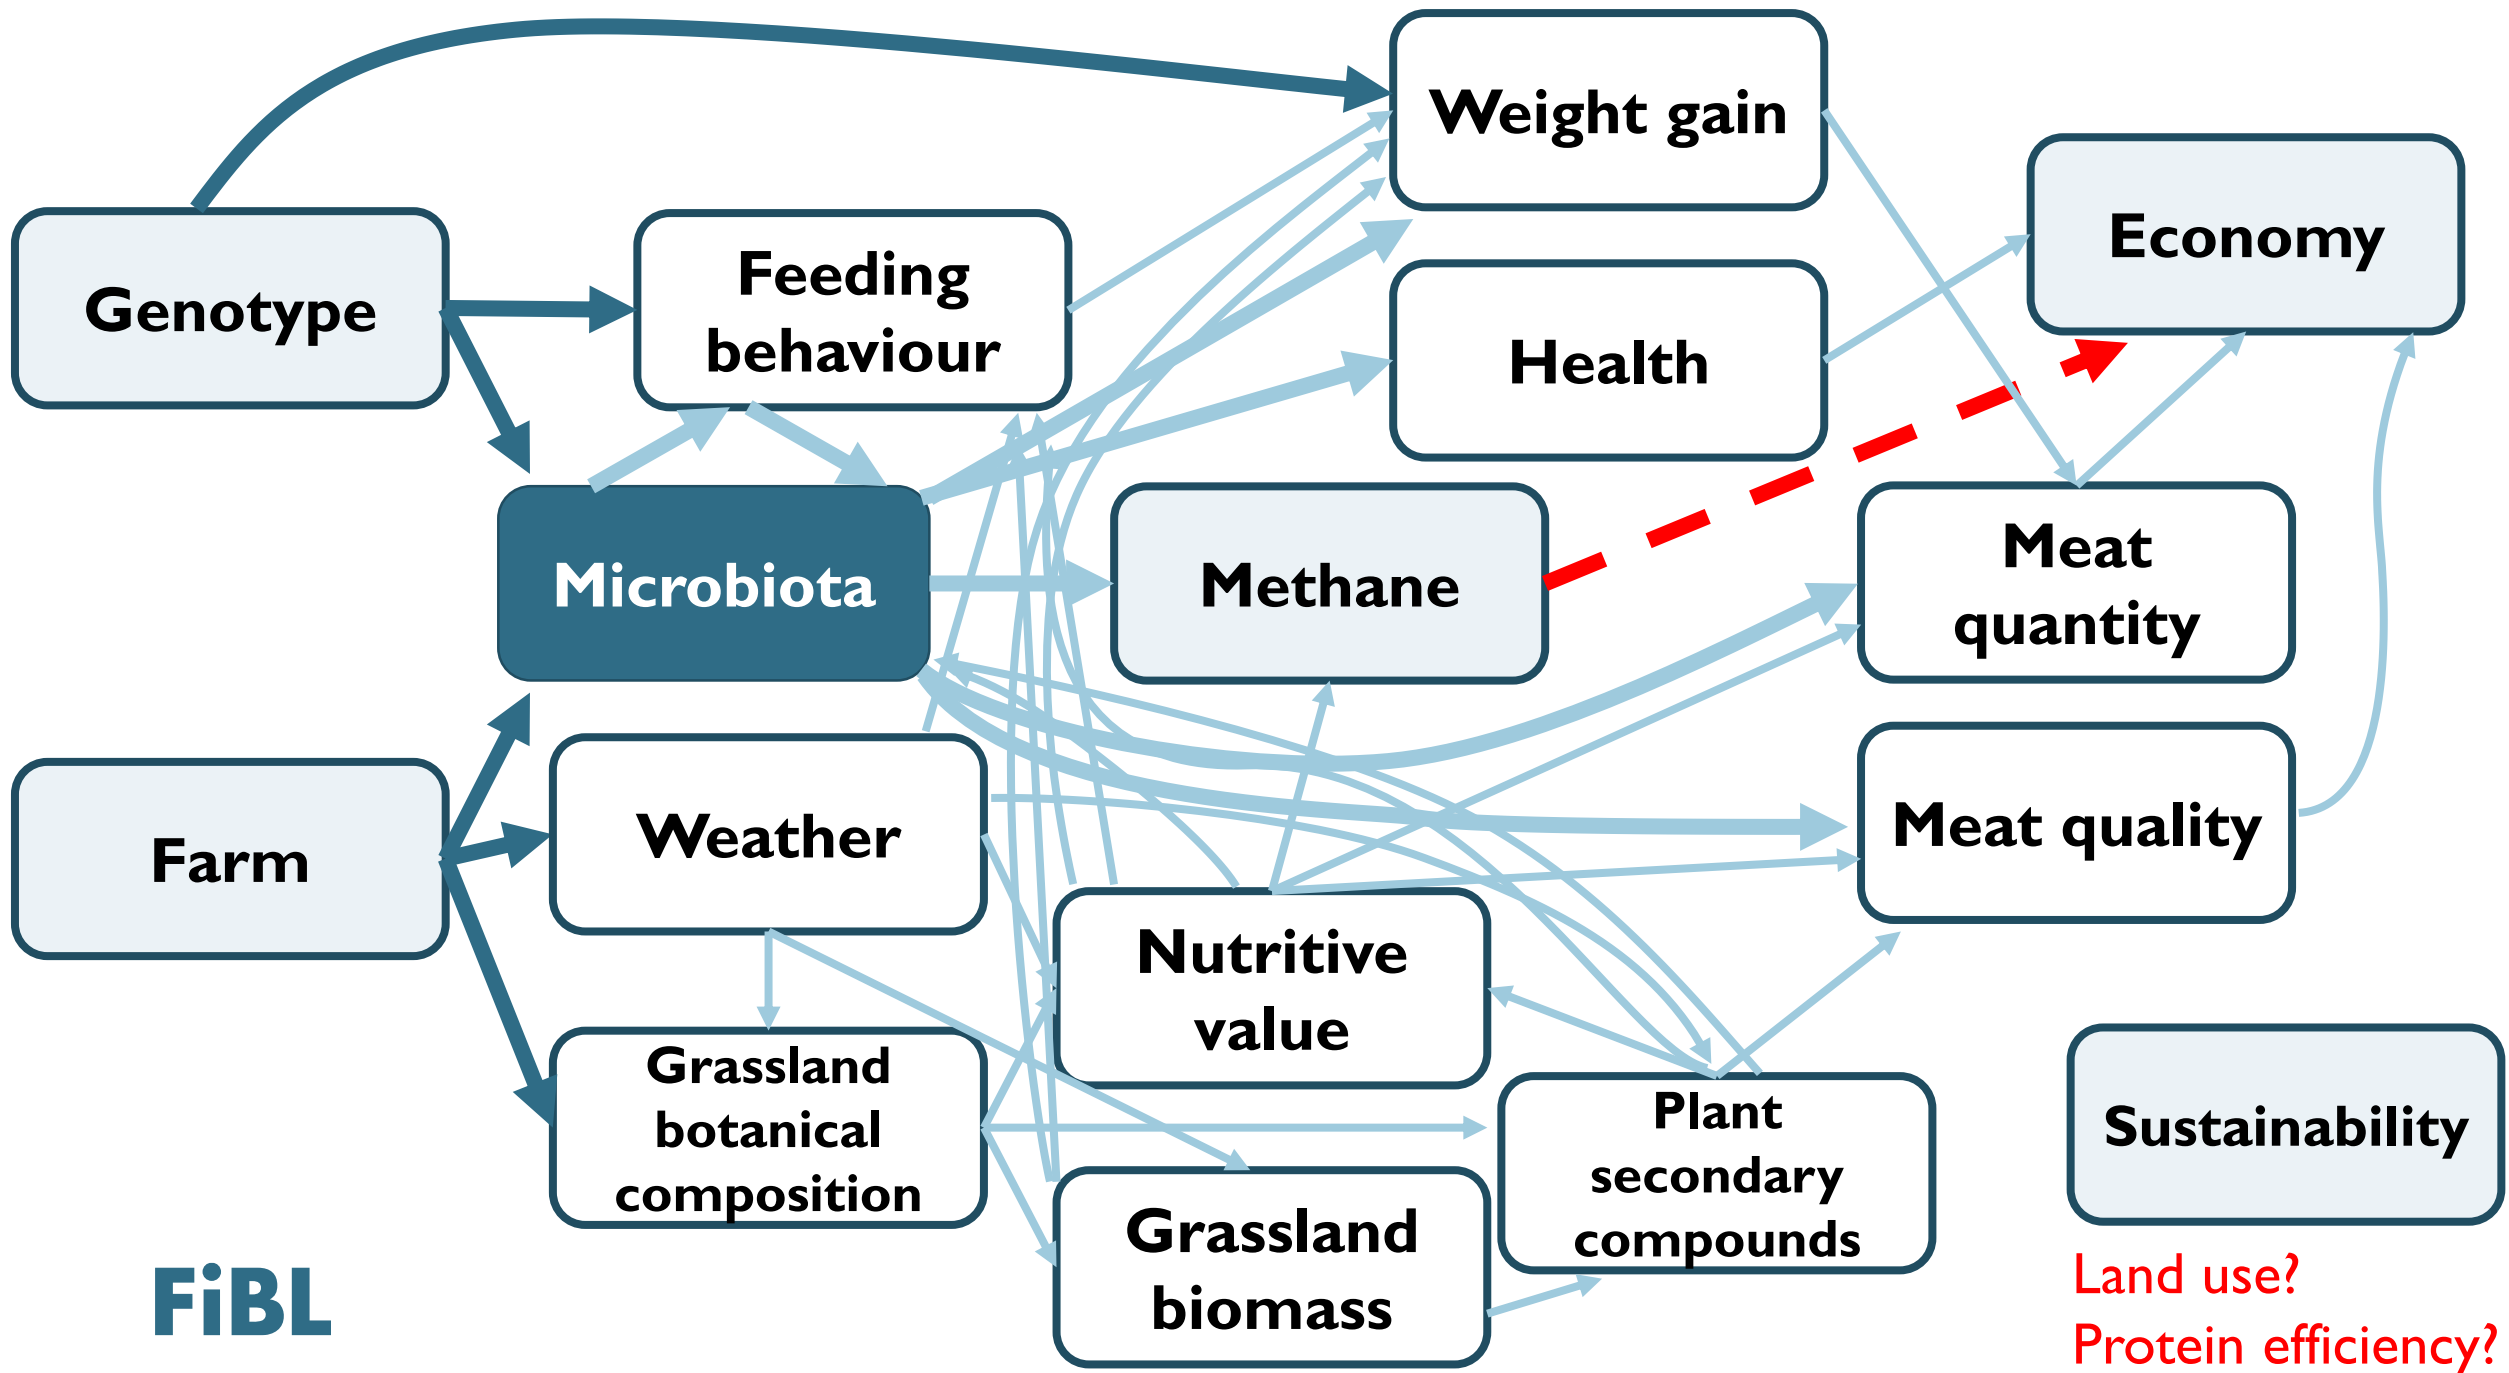 Weight gain
Economy
Genotype
Feeding
behaviour
Health
Microbiota
Methane
Meat
quantity
Farm
Weather
Meat quality
Nutritive
value
Grassland
botanical
composition
Plant
secondary
compounds
Sustainability
Grassland
biomass
FiBL
Land use?
Protein efficiency?